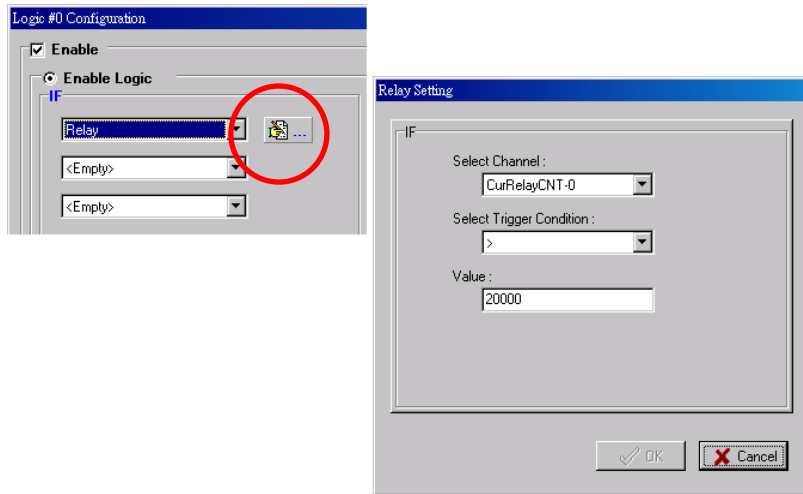 Logic #0 Configuration
Enable
Enable Logic
IF
Relay
...
<Empty>
<Empty>
Relay Setting
IF
Select Channel :
CurRelayCNT-0
Select Trigger Condition :
>
Value :
20000
OK
Cancel